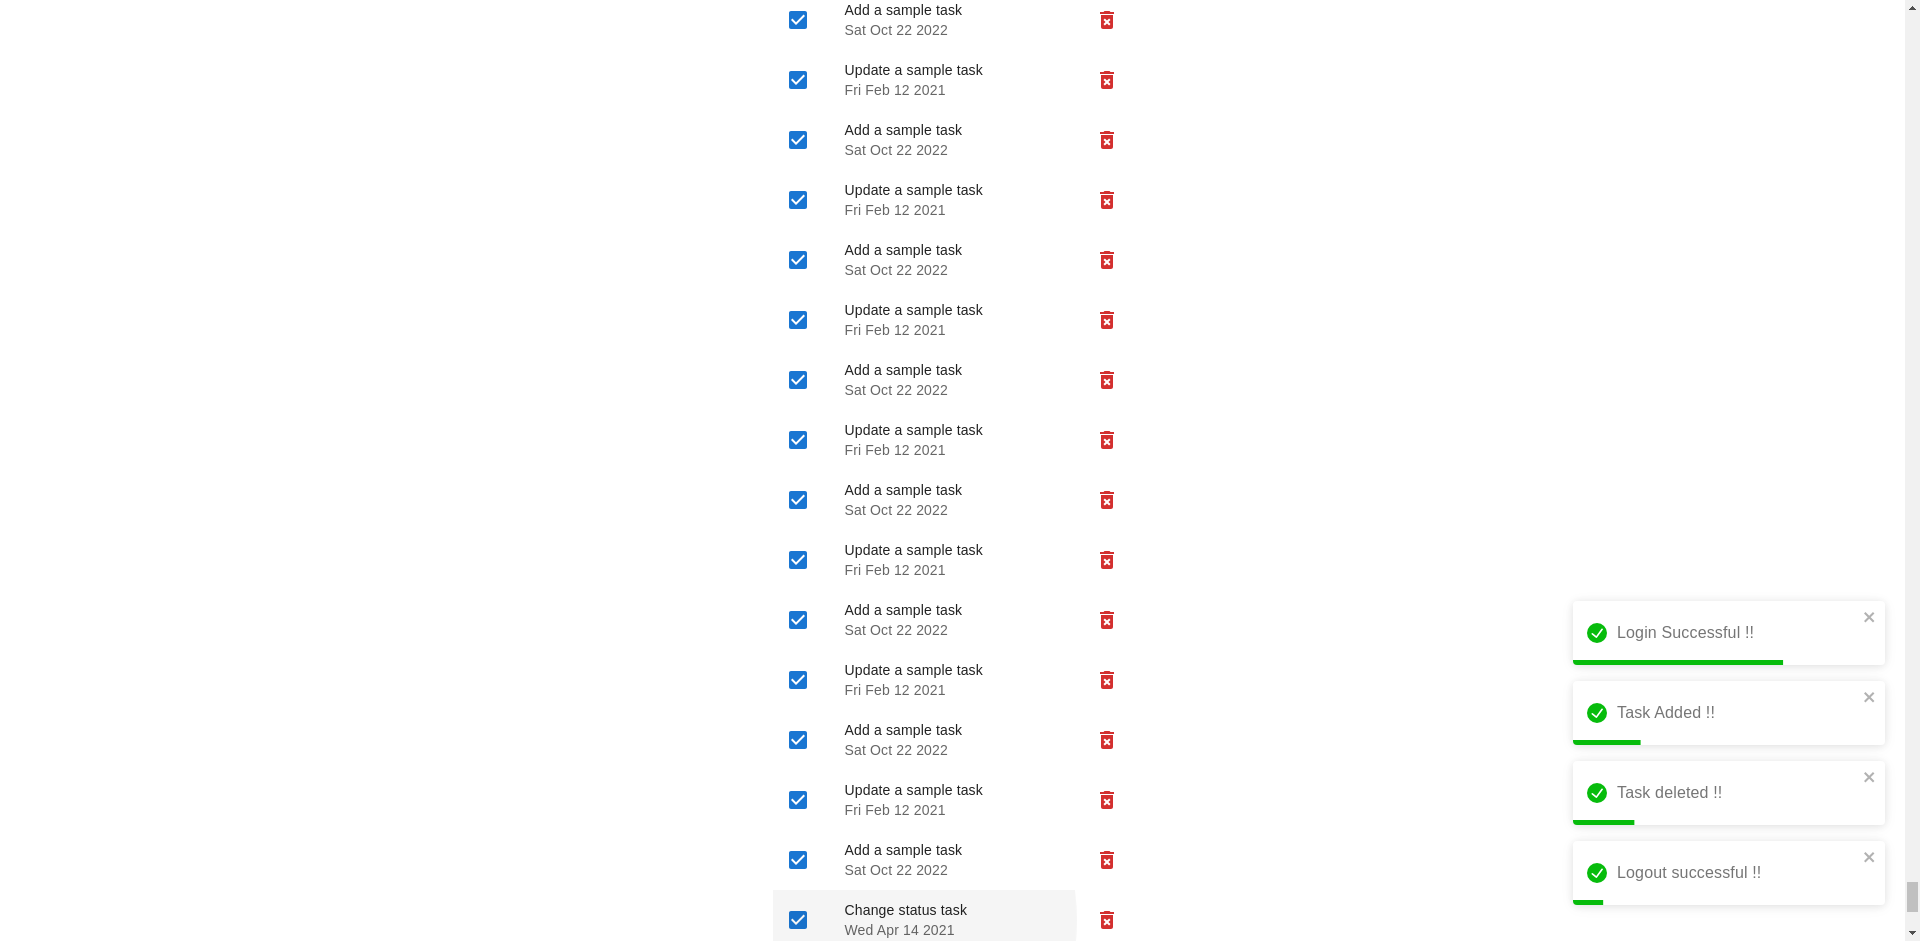 Add a sample task
Sat Oct 22 2022
Update a sample task
Fri Feb 12 2021
Add a sample task
Sat Oct 22 2022
Update a sample task
Fri Feb 12 2021
Add a sample task
Sat Oct 22 2022
Update a sample task
Fri Feb 12 2021
Add a sample task
Sat Oct 22 2022
Update a sample task
Fri Feb 12 2021
Add a sample task
Sat Oct 22 2022
Update a sample task
Fri Feb 12 2021
Add a sample task
Sat Oct 22 2022
Update a sample task
Fri Feb 12 2021
Add a sample task
Sat Oct 22 2022
Update a sample task
Fri Feb 12 2021
Add a sample task
Sat Oct 22 2022
Change status task
Wed Apr 14 2021
Login Successful !!
Task Added !!
Task deleted !!
Logout successful !!